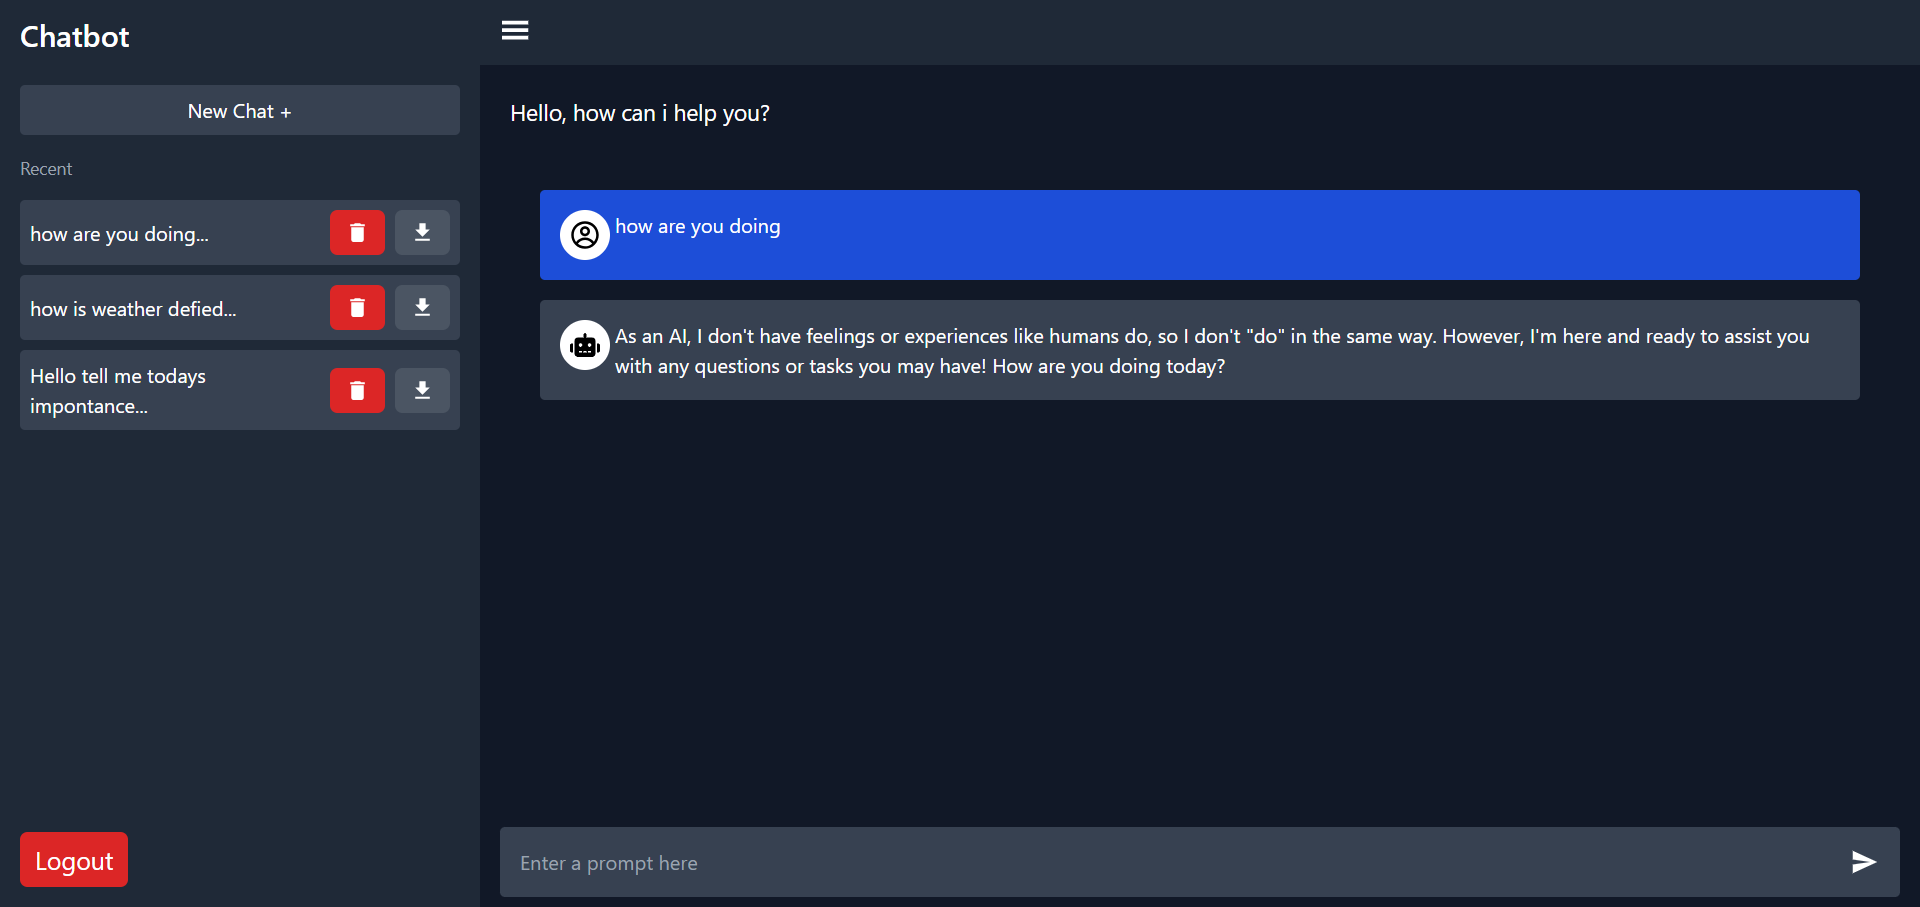 Chatbot
New Chat +
Recent
how are you doing...
how is weather defied...
Hello tell me todays
impontance...
Logout
Hello, how can i help you?
how are you doing
As an AI, I don't have feelings or experiences like humans do, so I don't "do" in the same way. However, I'm here and ready to assist you
with any questions or tasks you may have! How are you doing today?
Enter a prompt here